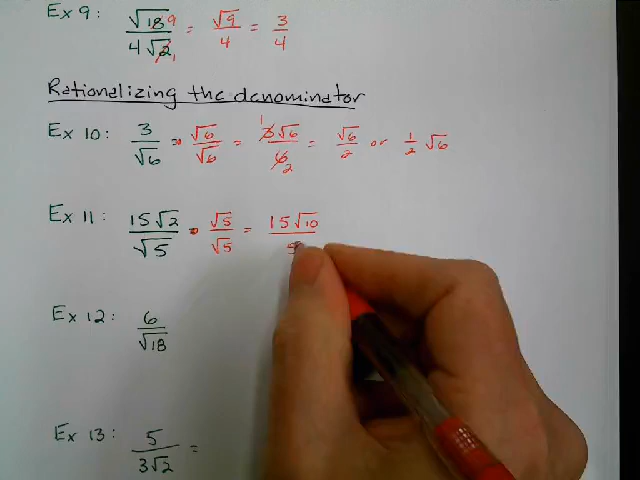 Ex 9: √18 9 / 4√2 1 = √9 / 4 = 3 / 4
Rationalizing the denominator
Ex 10: 3 / √6 · √6 / √6 = 1 3√6 / 6 2 = √6 / 2 or 1 / 2 √6
Ex 11: 15√2 / √5 · √5 / √5 = 15√10 / 5
Ex 12: 6 / √18
Ex 13: 5 / 3√2 =